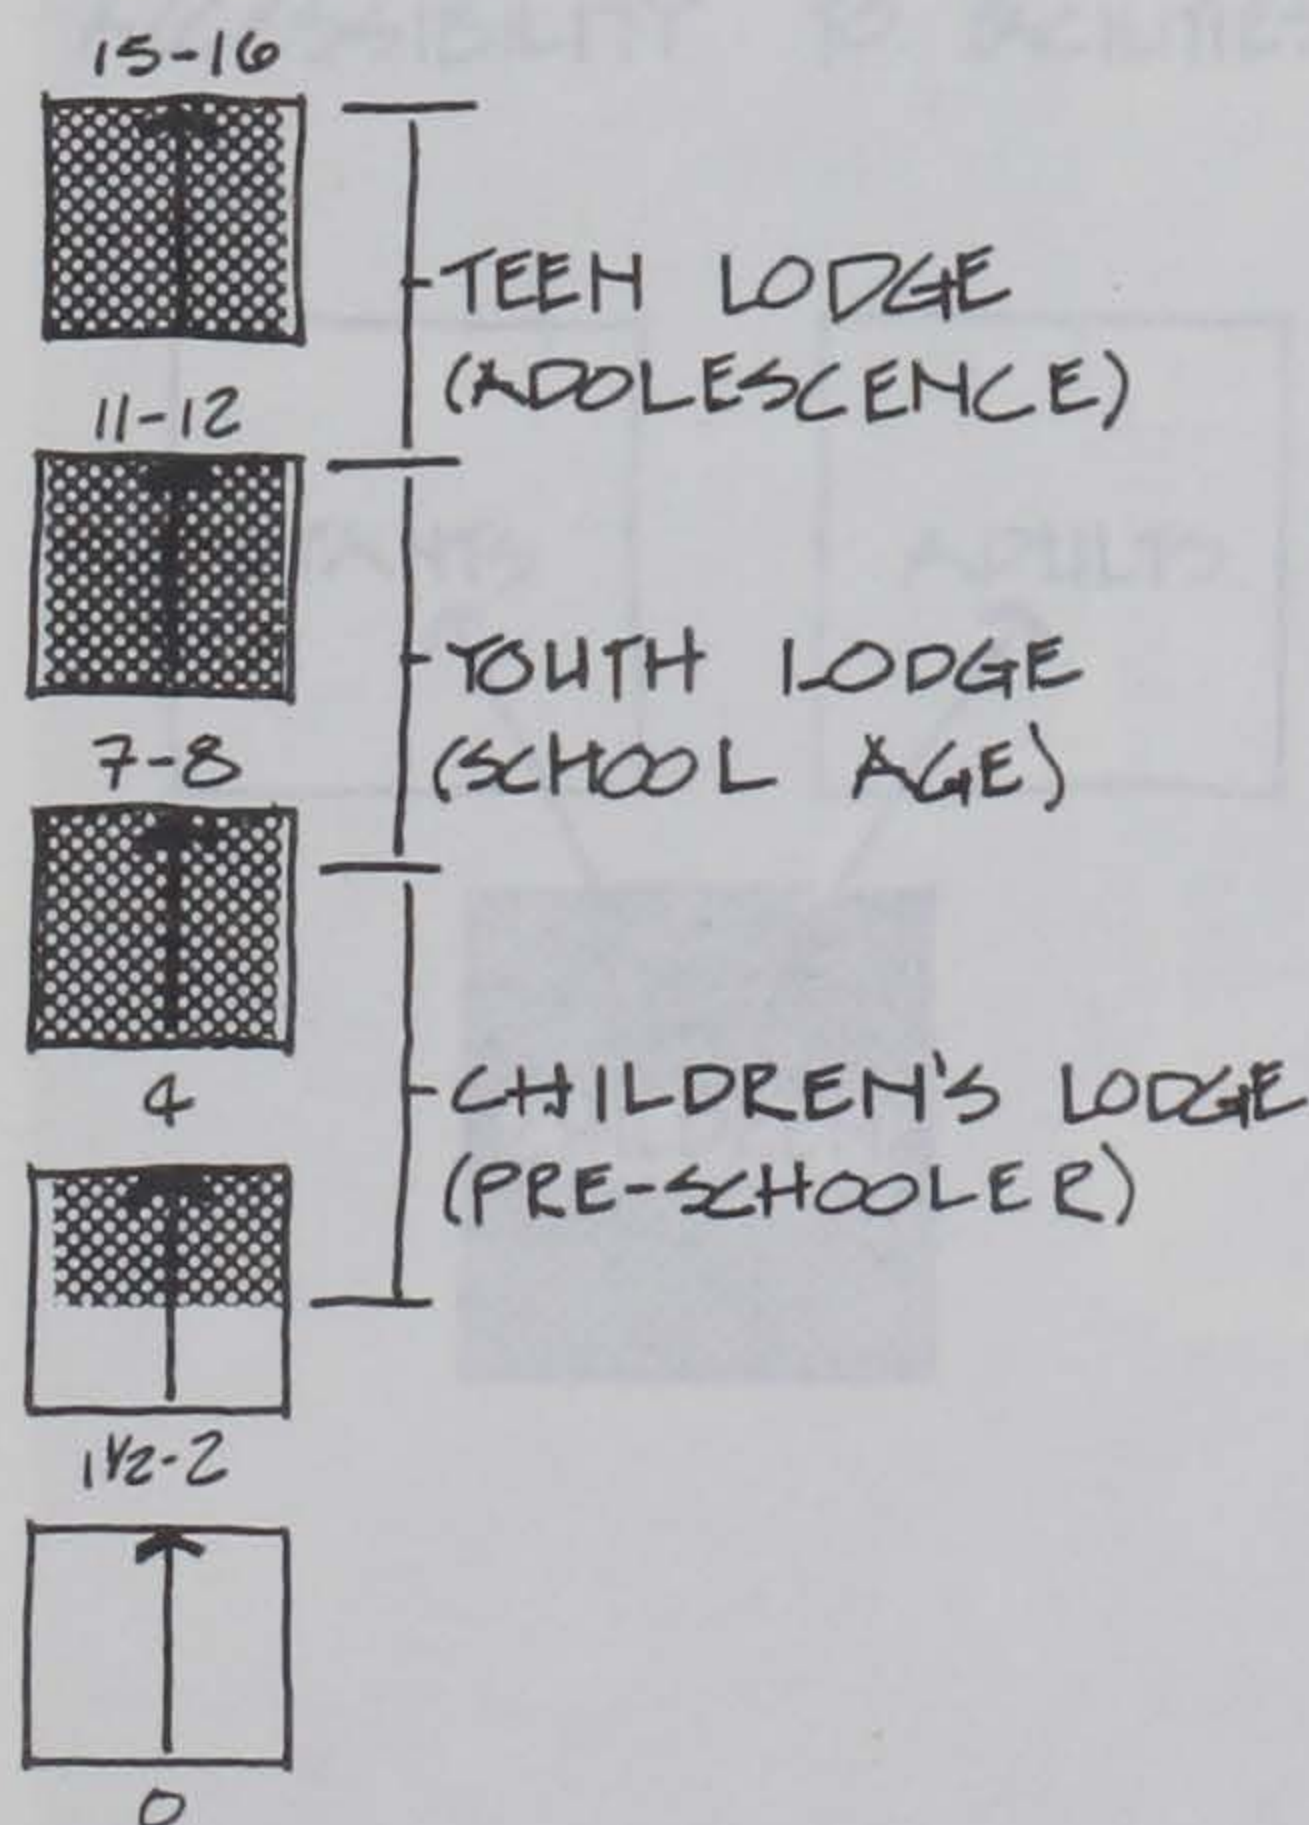 15-16
TEEN LODGE
(ADOLESCENCE)
11-12
YOUTH LODGE
(SCHOOL AGE)
7-8
4
CHILDREN'S LODGE
(PRE-SCHOOLER)
1½-2
0
ADULTS